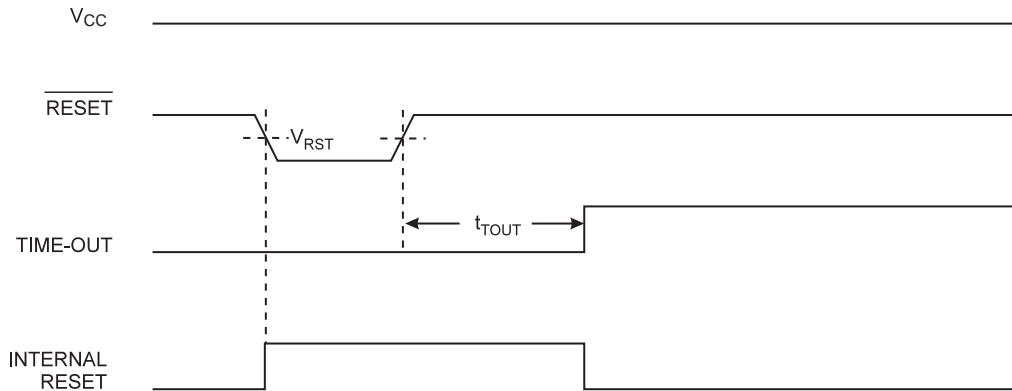 VCC
RESET
VRST
tTOUT
TIME-OUT
INTERNAL
RESET